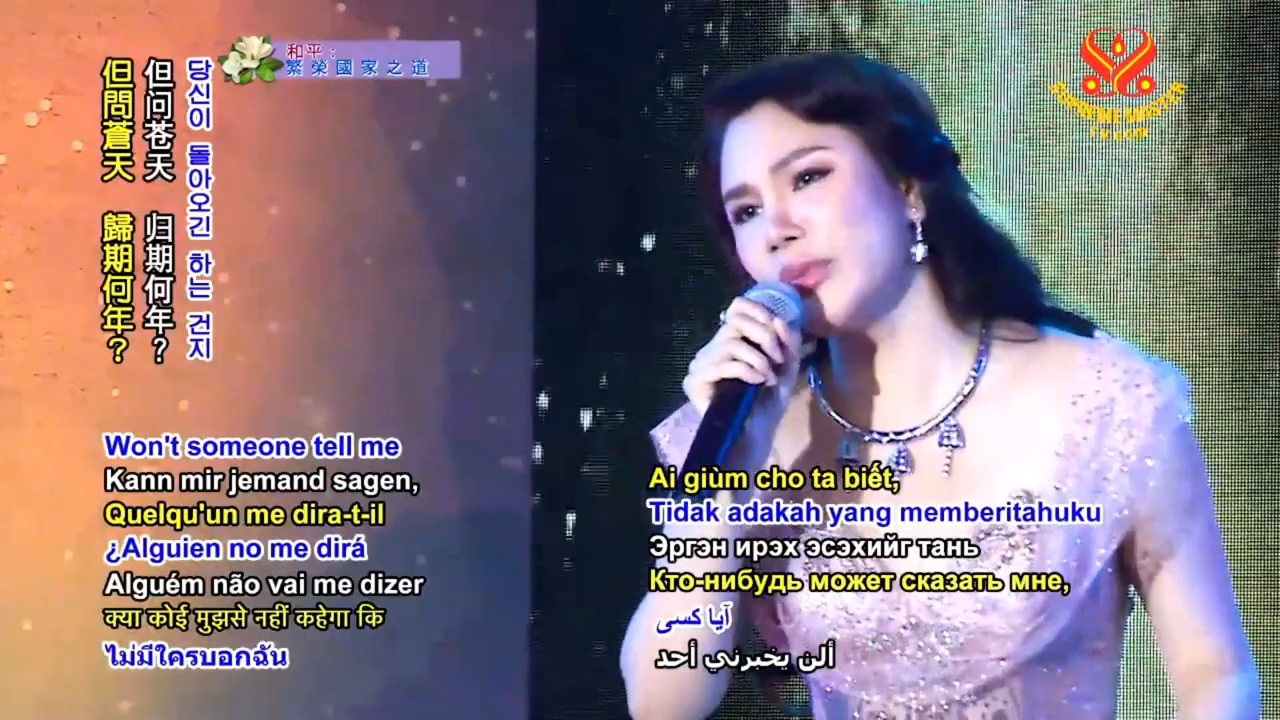 和平：
繁榮國家之道
SUPREME MASTER
TV.COM
당신이 돌아오긴 하는 건지
但问苍天 归期何年？
但問蒼天 歸期何年？
Won't someone tell me
Kann mir jemand sagen,
Quelqu'un me dira-t-il
¿Alguien no me dirá
Alguém não vai me dizer
क्या कोई मुझसे नहीं कहेगा कि
ไม่มีใครบอกฉัน
Ai giùm cho ta biết,
Tidak adakah yang memberitahuku
Эргэн ирэх эсэхийг тань
Кто-нибудь может сказать мне,
آیا کسی
ألن يخبرني أحد